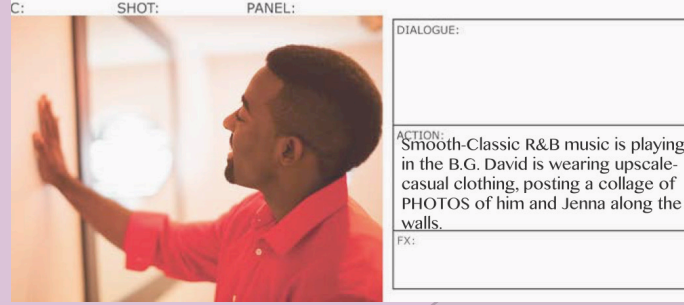 C: SHOT: PANEL:
DIALOGUE:
ACTION:
Smooth-Classic R&B music is playing
in the B.G. David is wearing upscale-
casual clothing, posting a collage of
PHOTOS of him and Jenna along the
walls.
FX: